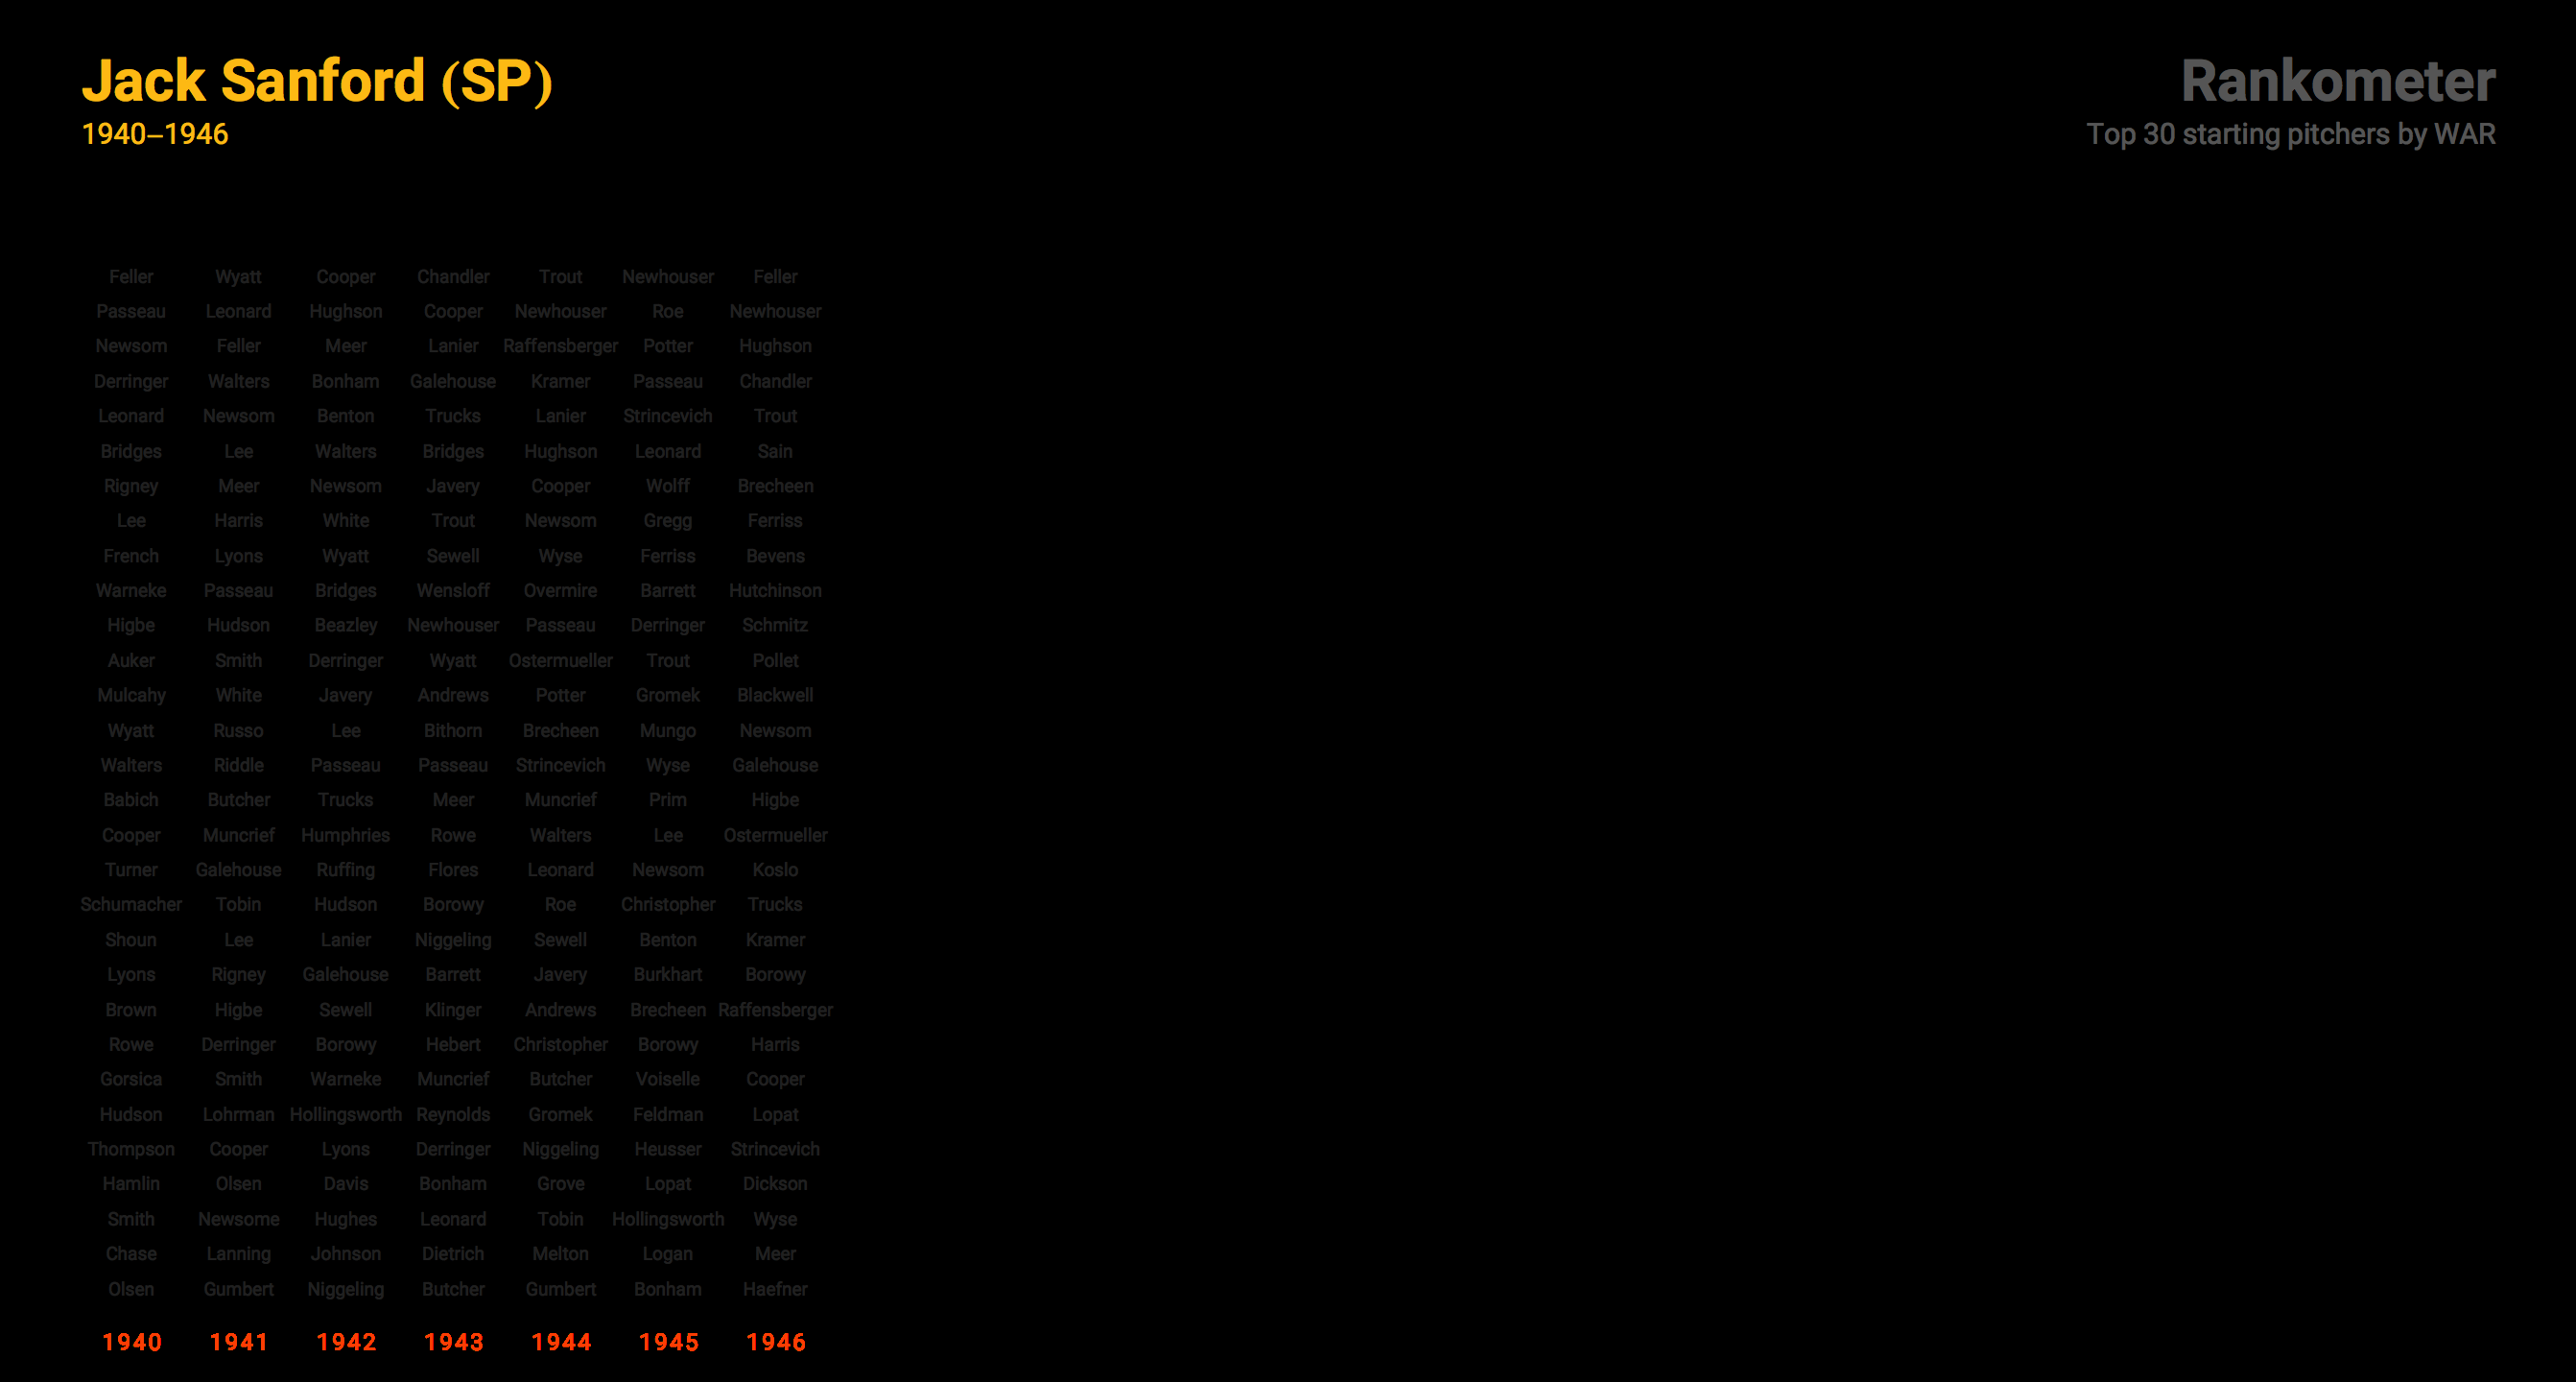 Jack Sanford (SP)
1940–1946
Rankometer
Top 30 starting pitchers by WAR
Feller Wyatt Cooper Chandler Trout Newhouser Feller
Passeau Leonard Hughson Cooper Newhouser Roe Newhouser
Newsom Feller Meer Lanier Raffensberger Potter Hughson
Derringer Walters Bonham Galehouse Kramer Passeau Chandler
Leonard Newsom Benton Trucks Lanier Strincevich Trout
Bridges Lee Walters Bridges Hughson Leonard Sain
Rigney Meer Newsom Javery Cooper Wolff Brecheen
Lee Harris White Trout Newsom Gregg Ferriss
French Lyons Wyatt Sewell Wyse Ferriss Bevens
Warneke Passeau Bridges Wensloff Overmire Barrett Hutchinson
Higbe Hudson Beazley Newhouser Passeau Derringer Schmitz
Auker Smith Derringer Wyatt Ostermueller Trout Pollet
Mulcahy White Javery Andrews Potter Gromek Blackwell
Wyatt Russo Lee Bithorn Brecheen Mungo Newsom
Walters Riddle Passeau Passeau Strincevich Wyse Galehouse
Babich Butcher Trucks Meer Muncrief Prim Higbe
Cooper Muncrief Humphries Rowe Walters Lee Ostermueller
Turner Galehouse Ruffing Flores Leonard Newsom Koslo
Schumacher Tobin Hudson Borowy Roe Christopher Trucks
Shoun Lee Lanier Niggeling Sewell Benton Kramer
Lyons Rigney Galehouse Barrett Javery Burkhart Borowy
Brown Higbe Sewell Klinger Andrews Brecheen Raffensberger
Rowe Derringer Borowy Hebert Christopher Borowy Harris
Gorsica Smith Warneke Muncrief Butcher Voiselle Cooper
Hudson Lohrman Hollingsworth Reynolds Gromek Feldman Lopat
Thompson Cooper Lyons Derringer Niggeling Heusser Strincevich
Hamlin Olsen Davis Bonham Grove Lopat Dickson
Smith Newsome Hughes Leonard Tobin Hollingsworth Wyse
Chase Lanning Johnson Dietrich Melton Logan Meer
Olsen Gumbert Niggeling Butcher Gumbert Bonham Haefner
1940 1941 1942 1943 1944 1945 1946